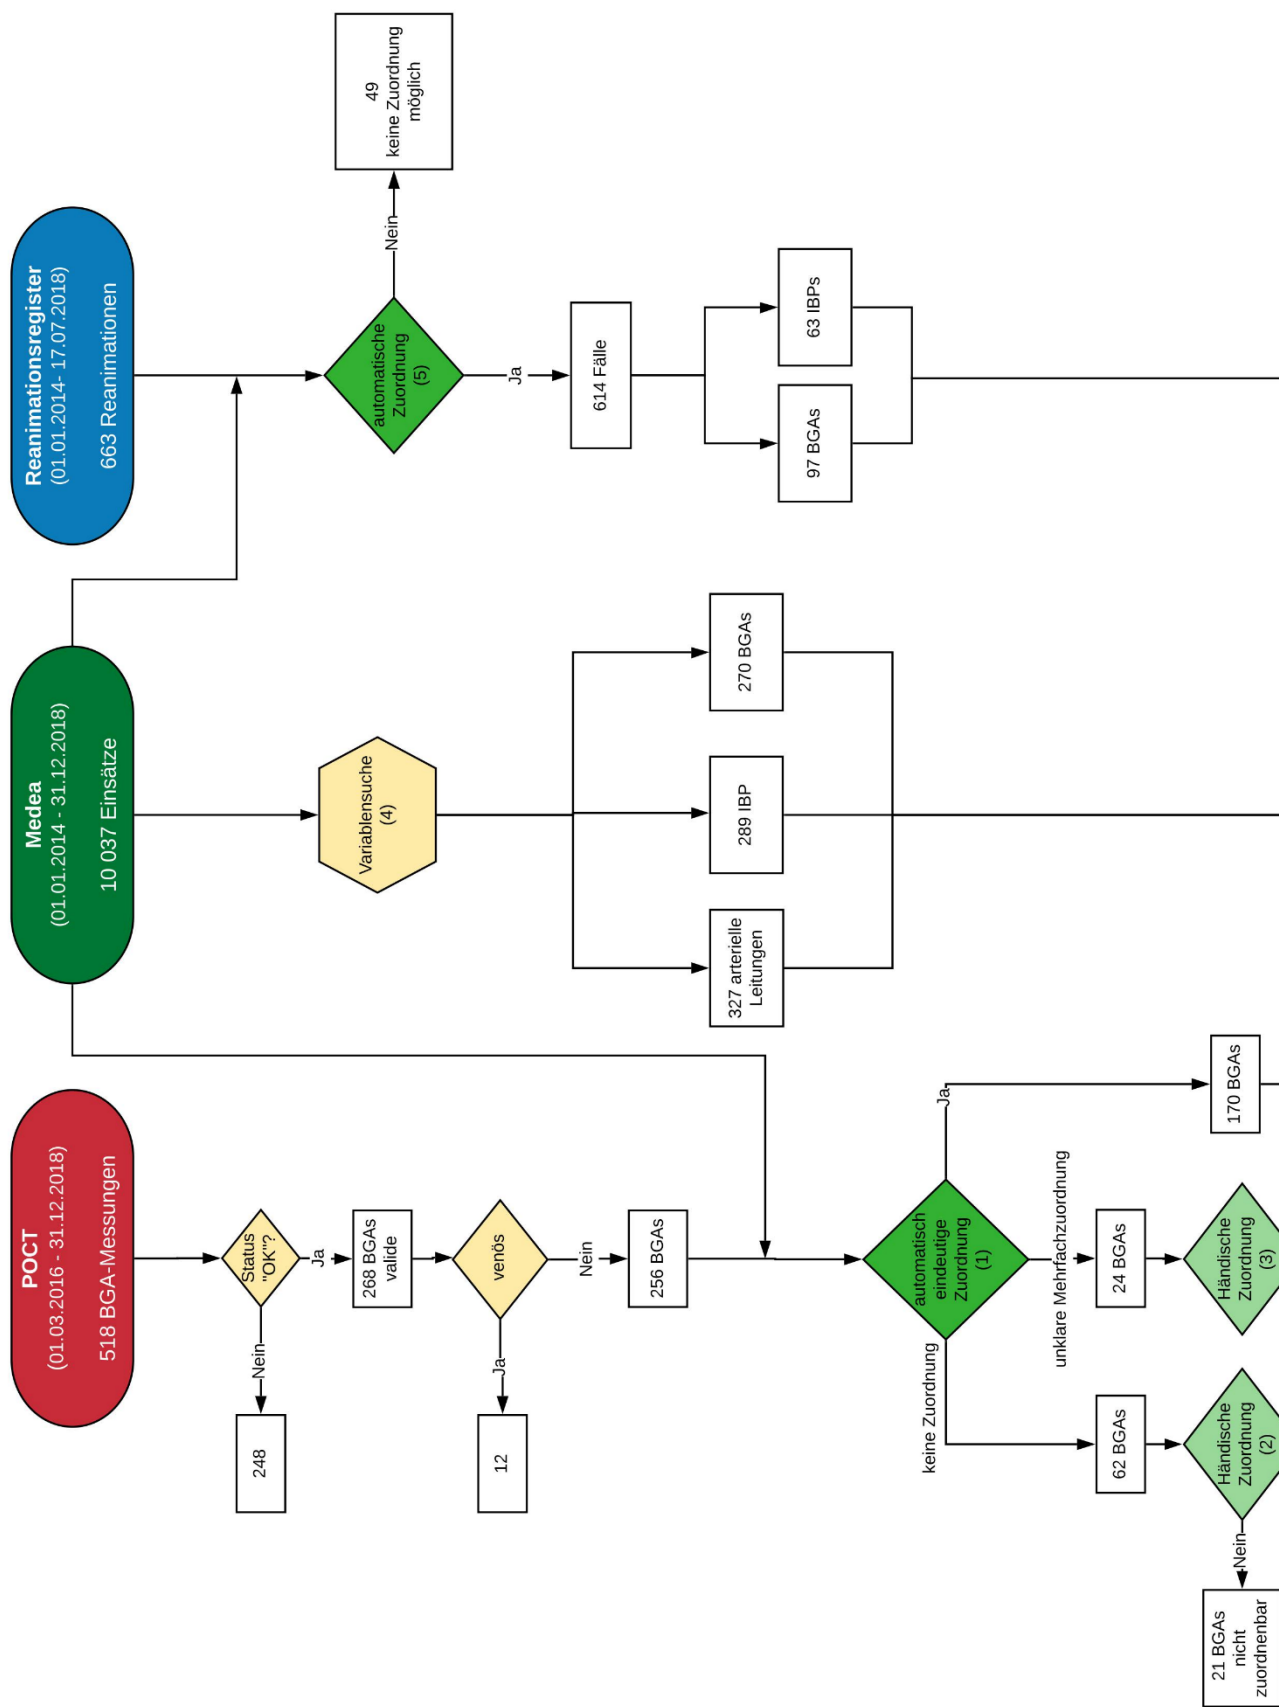 POCT
(01.03.2016 - 31.12.2018)
518 BGA-Messungen
Status
"OK"?
Nein
248
Ja
268 BGAs
valide
venös
Ja
12
Nein
256 BGAs
automatisch
eindeutige
Zuordnung
(1)
keine Zuordnung
62 BGAs
Händische
Zuordnung
(2)
Nein
21 BGAs
nicht
zuordnenbar
unklare Mehrfachzuordnung
24 BGAs
Händische
Zuordnung
(3)
Ja
170 BGAs
Medea
(01.01.2014 - 31.12.2018)
10 037 Einsätze
Variablensuche
(4)
327 arterielle
Leitungen
289 IBP
270 BGAs
Reanimationsregister
(01.01.2014- 17.07.2018)
663 Reanimationen
automatische
Zuordnung
(5)
Nein
49
keine Zuordnung
möglich
Ja
614 Fälle
97 BGAs
63 IBPs